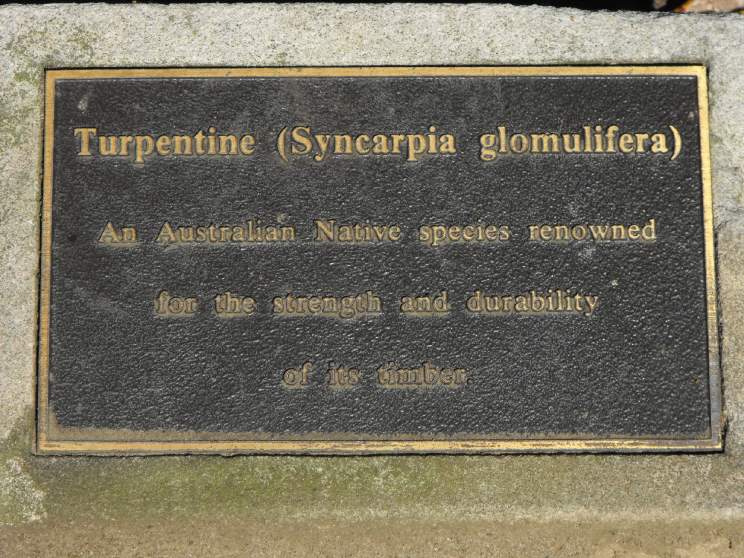 Turpentine (Syncarpia glomulifera)
An Australian Native species renowned
for the strength and durability
of its timber.